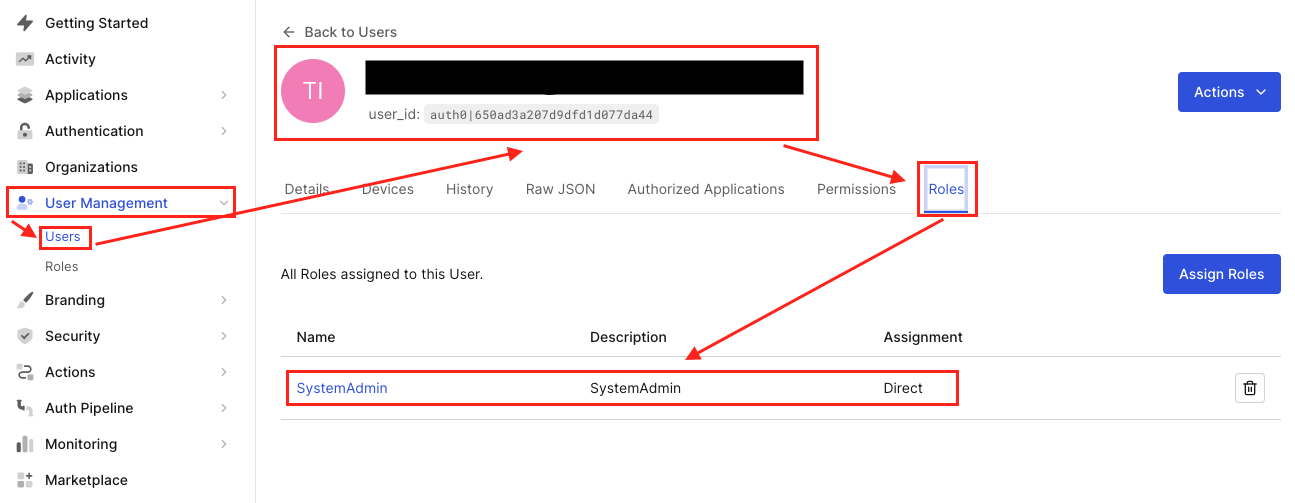 Getting Started
Activity
Applications
Authentication
Organizations
User Management
Users
Roles
Branding
Security
Actions
Auth Pipeline
Monitoring
Marketplace
Back to Users
TI
user_id: auth0|650ad3a207d9dfd1d077da44
Actions
Details Devices History Raw JSON Authorized Applications Permissions Roles
All Roles assigned to this User.
Assign Roles
Name Description Assignment
SystemAdmin SystemAdmin Direct